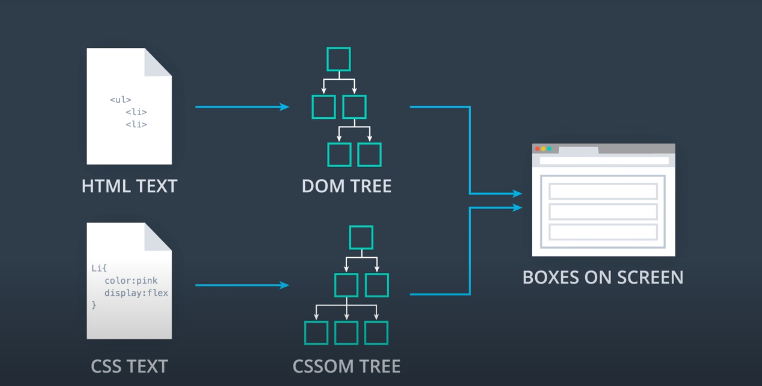 <ul>
<li>
<li>
HTML TEXT
DOM TREE
Li{
color:pink
display:flex
}
CSS TEXT
CSSOM TREE
BOXES ON SCREEN